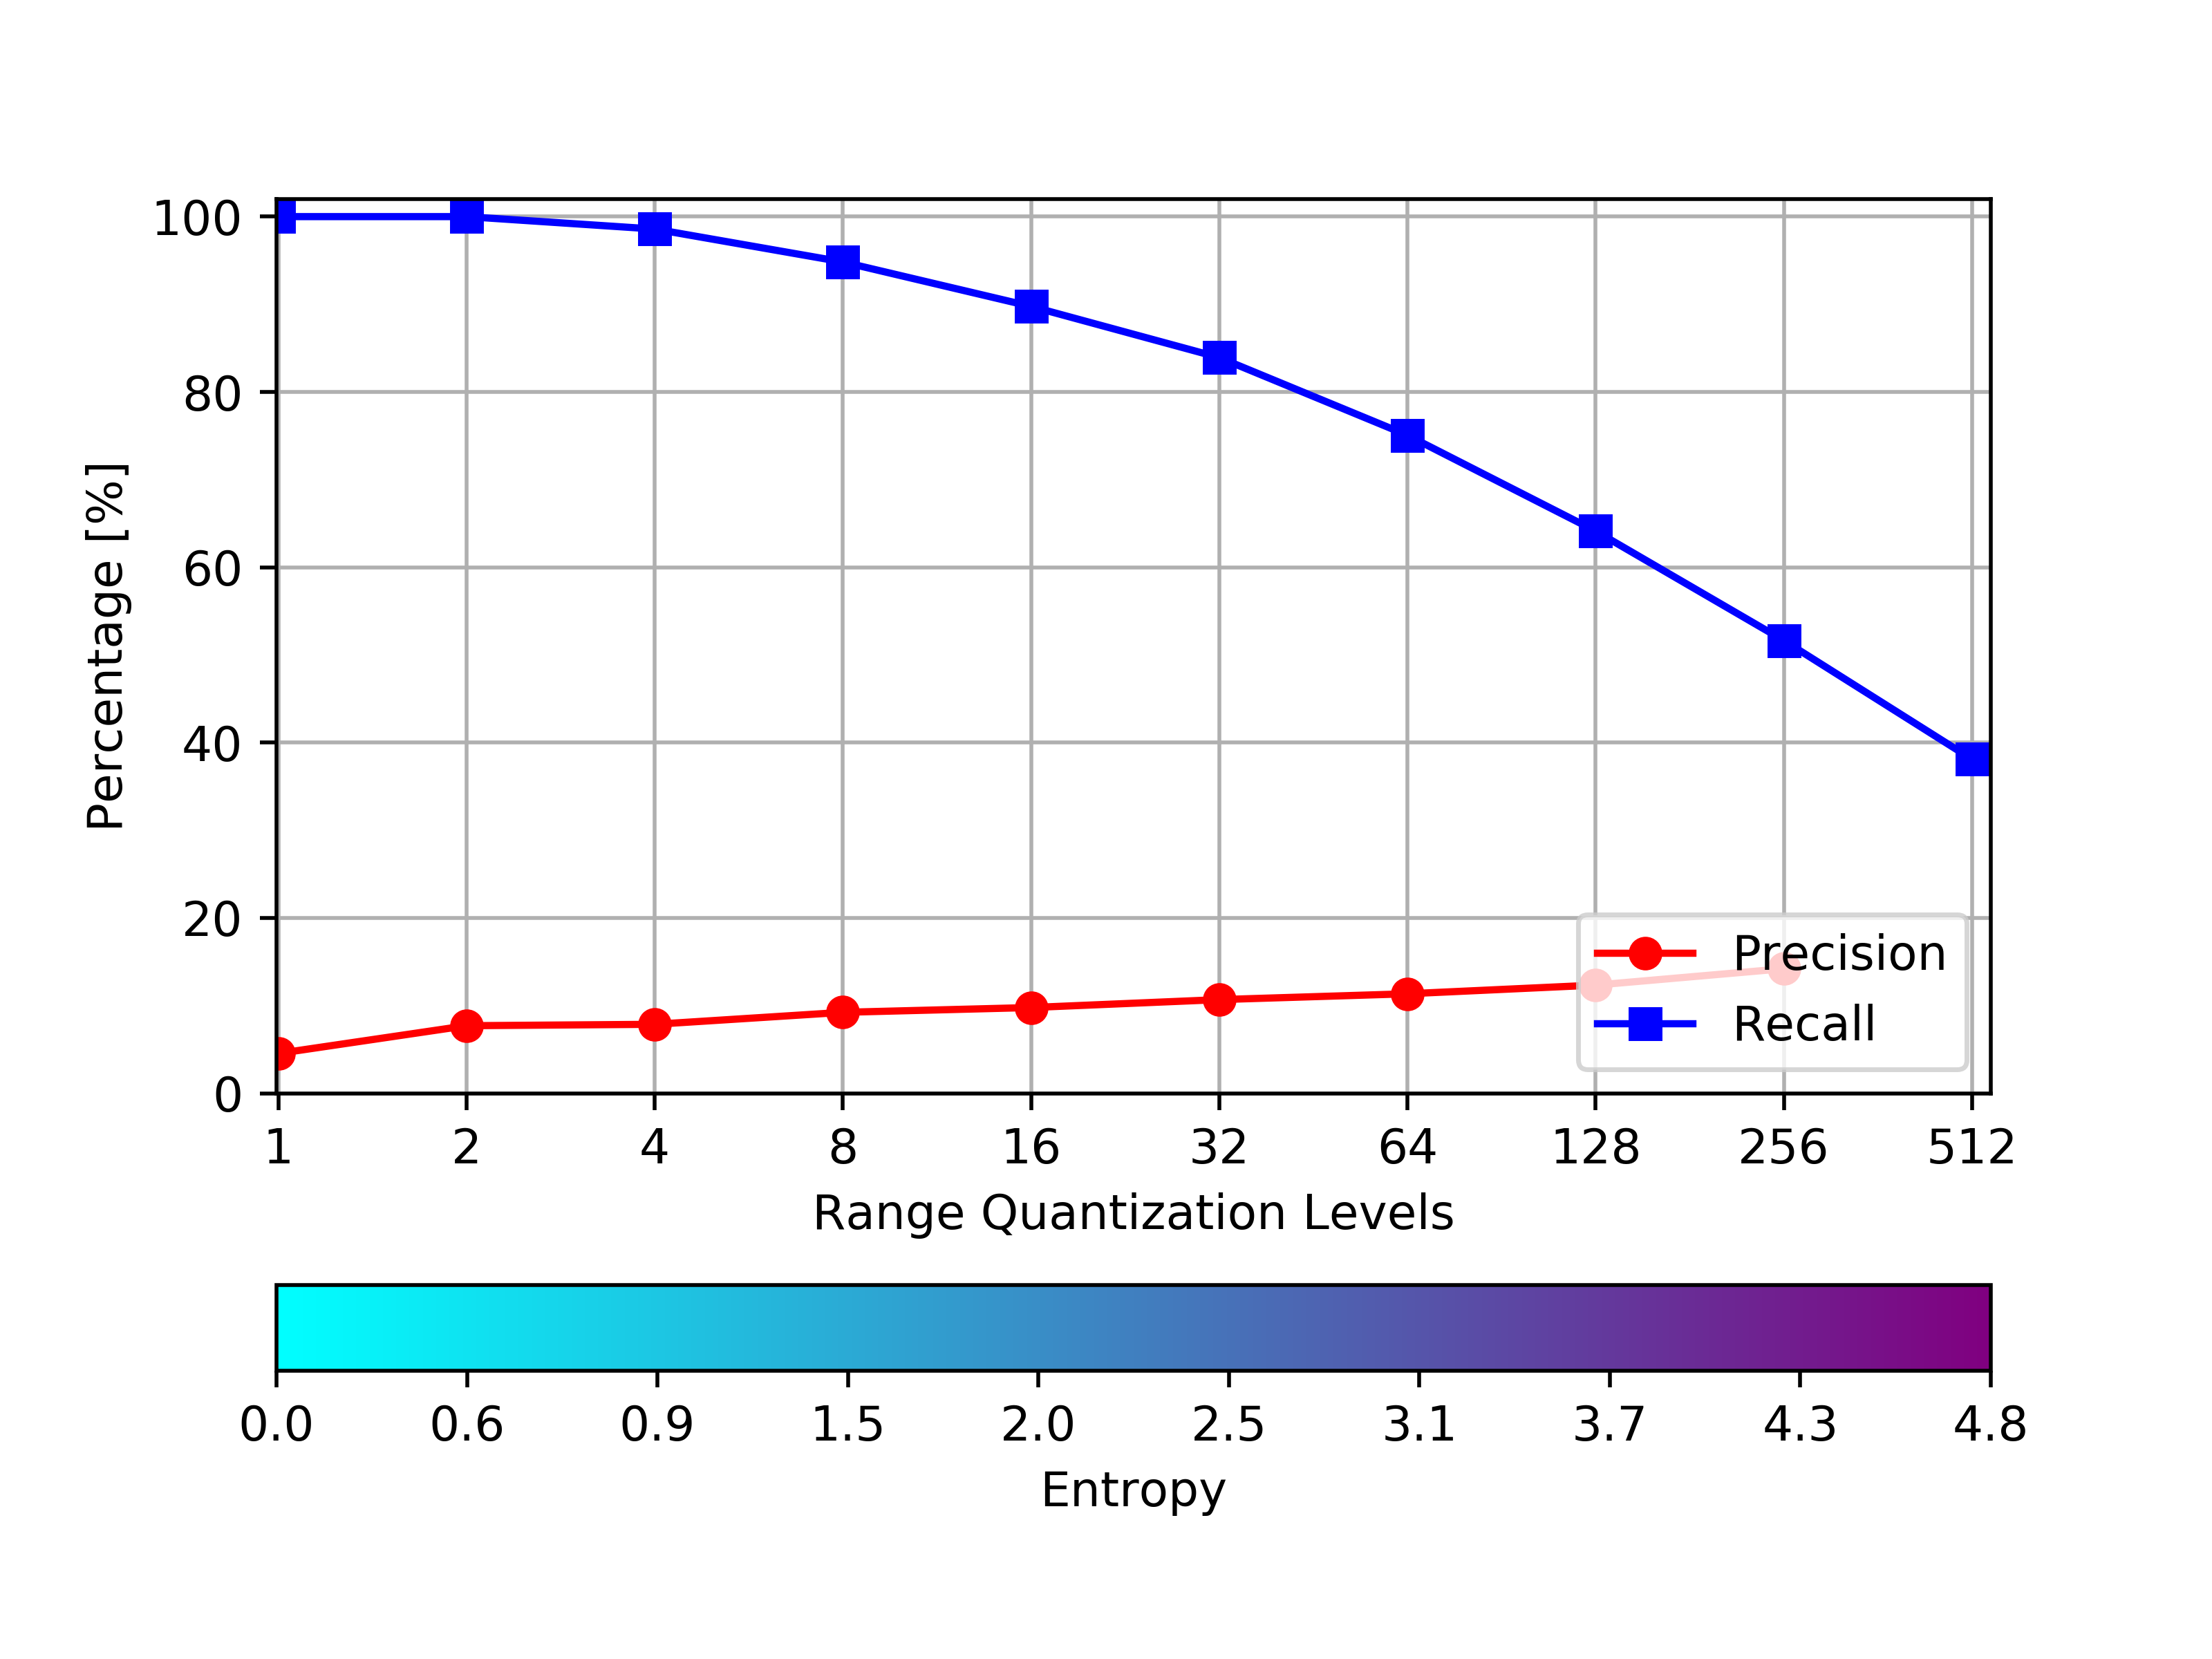 100
80
60
40
20
0
Percentage [%]
Precision
Recall
1 2 4 8 16 32 64 128 256 512
Range Quantization Levels
0.0 0.6 0.9 1.5 2.0 2.5 3.1 3.7 4.3 4.8
Entropy